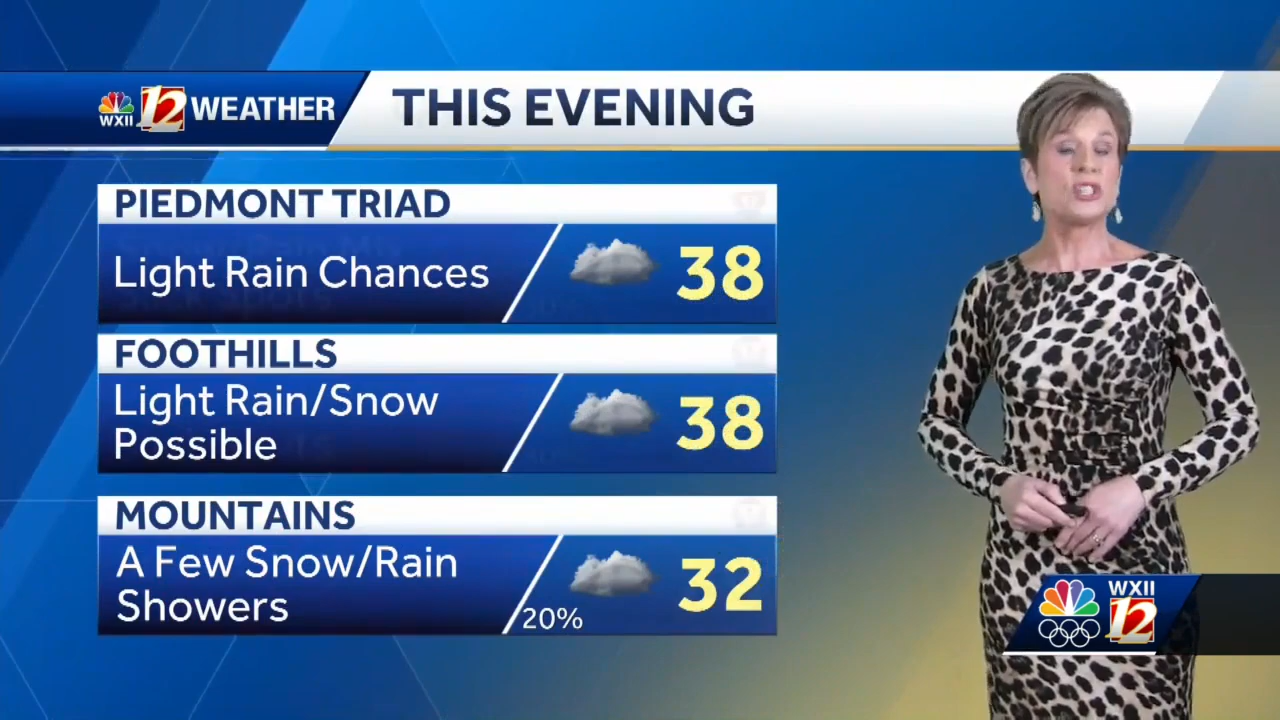 WXII 12 WEATHER
THIS EVENING
PIEDMONT TRIAD
Light Rain Chances
38
FOOTHILLS
Light Rain/Snow
Possible
38
MOUNTAINS
A Few Snow/Rain
Showers
20%
32
WXII
12